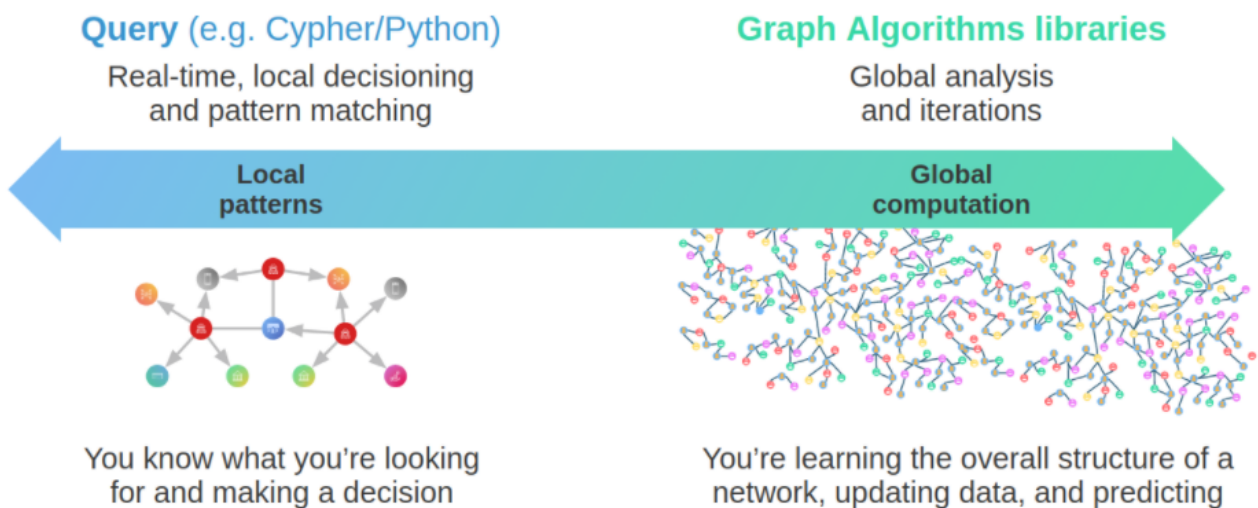 Query (e.g. Cypher/Python)
Real-time, local decisioning
and pattern matching
Graph Algorithms libraries
Global analysis
and iterations
Local
patterns
Global
computation
You know what you’re looking
for and making a decision
You’re learning the overall structure of a
network, updating data, and predicting